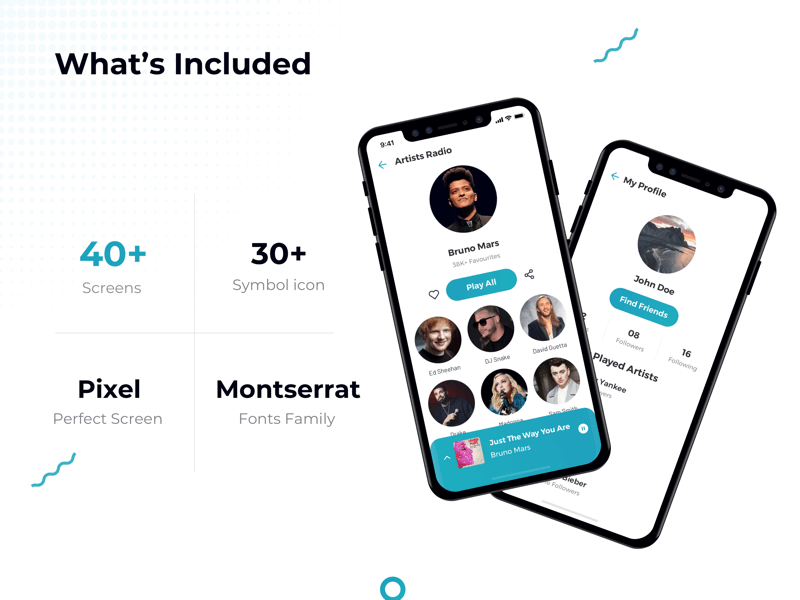 What's Included
40+
Screens
30+
Symbol icon
Pixel
Perfect Screen
Montserrat
Fonts Family
9:41
Artists Radio
Bruno Mars
38K+ Favourites
Play All
Ed Sheehan
DJ Snake
David Guetta
Drake
Madonna
Sam Smith
Just The Way You Are
Bruno Mars
My Profile
John Doe
Find Friends
08
Followers
16
Following
Played Artists
Yankee
Followers